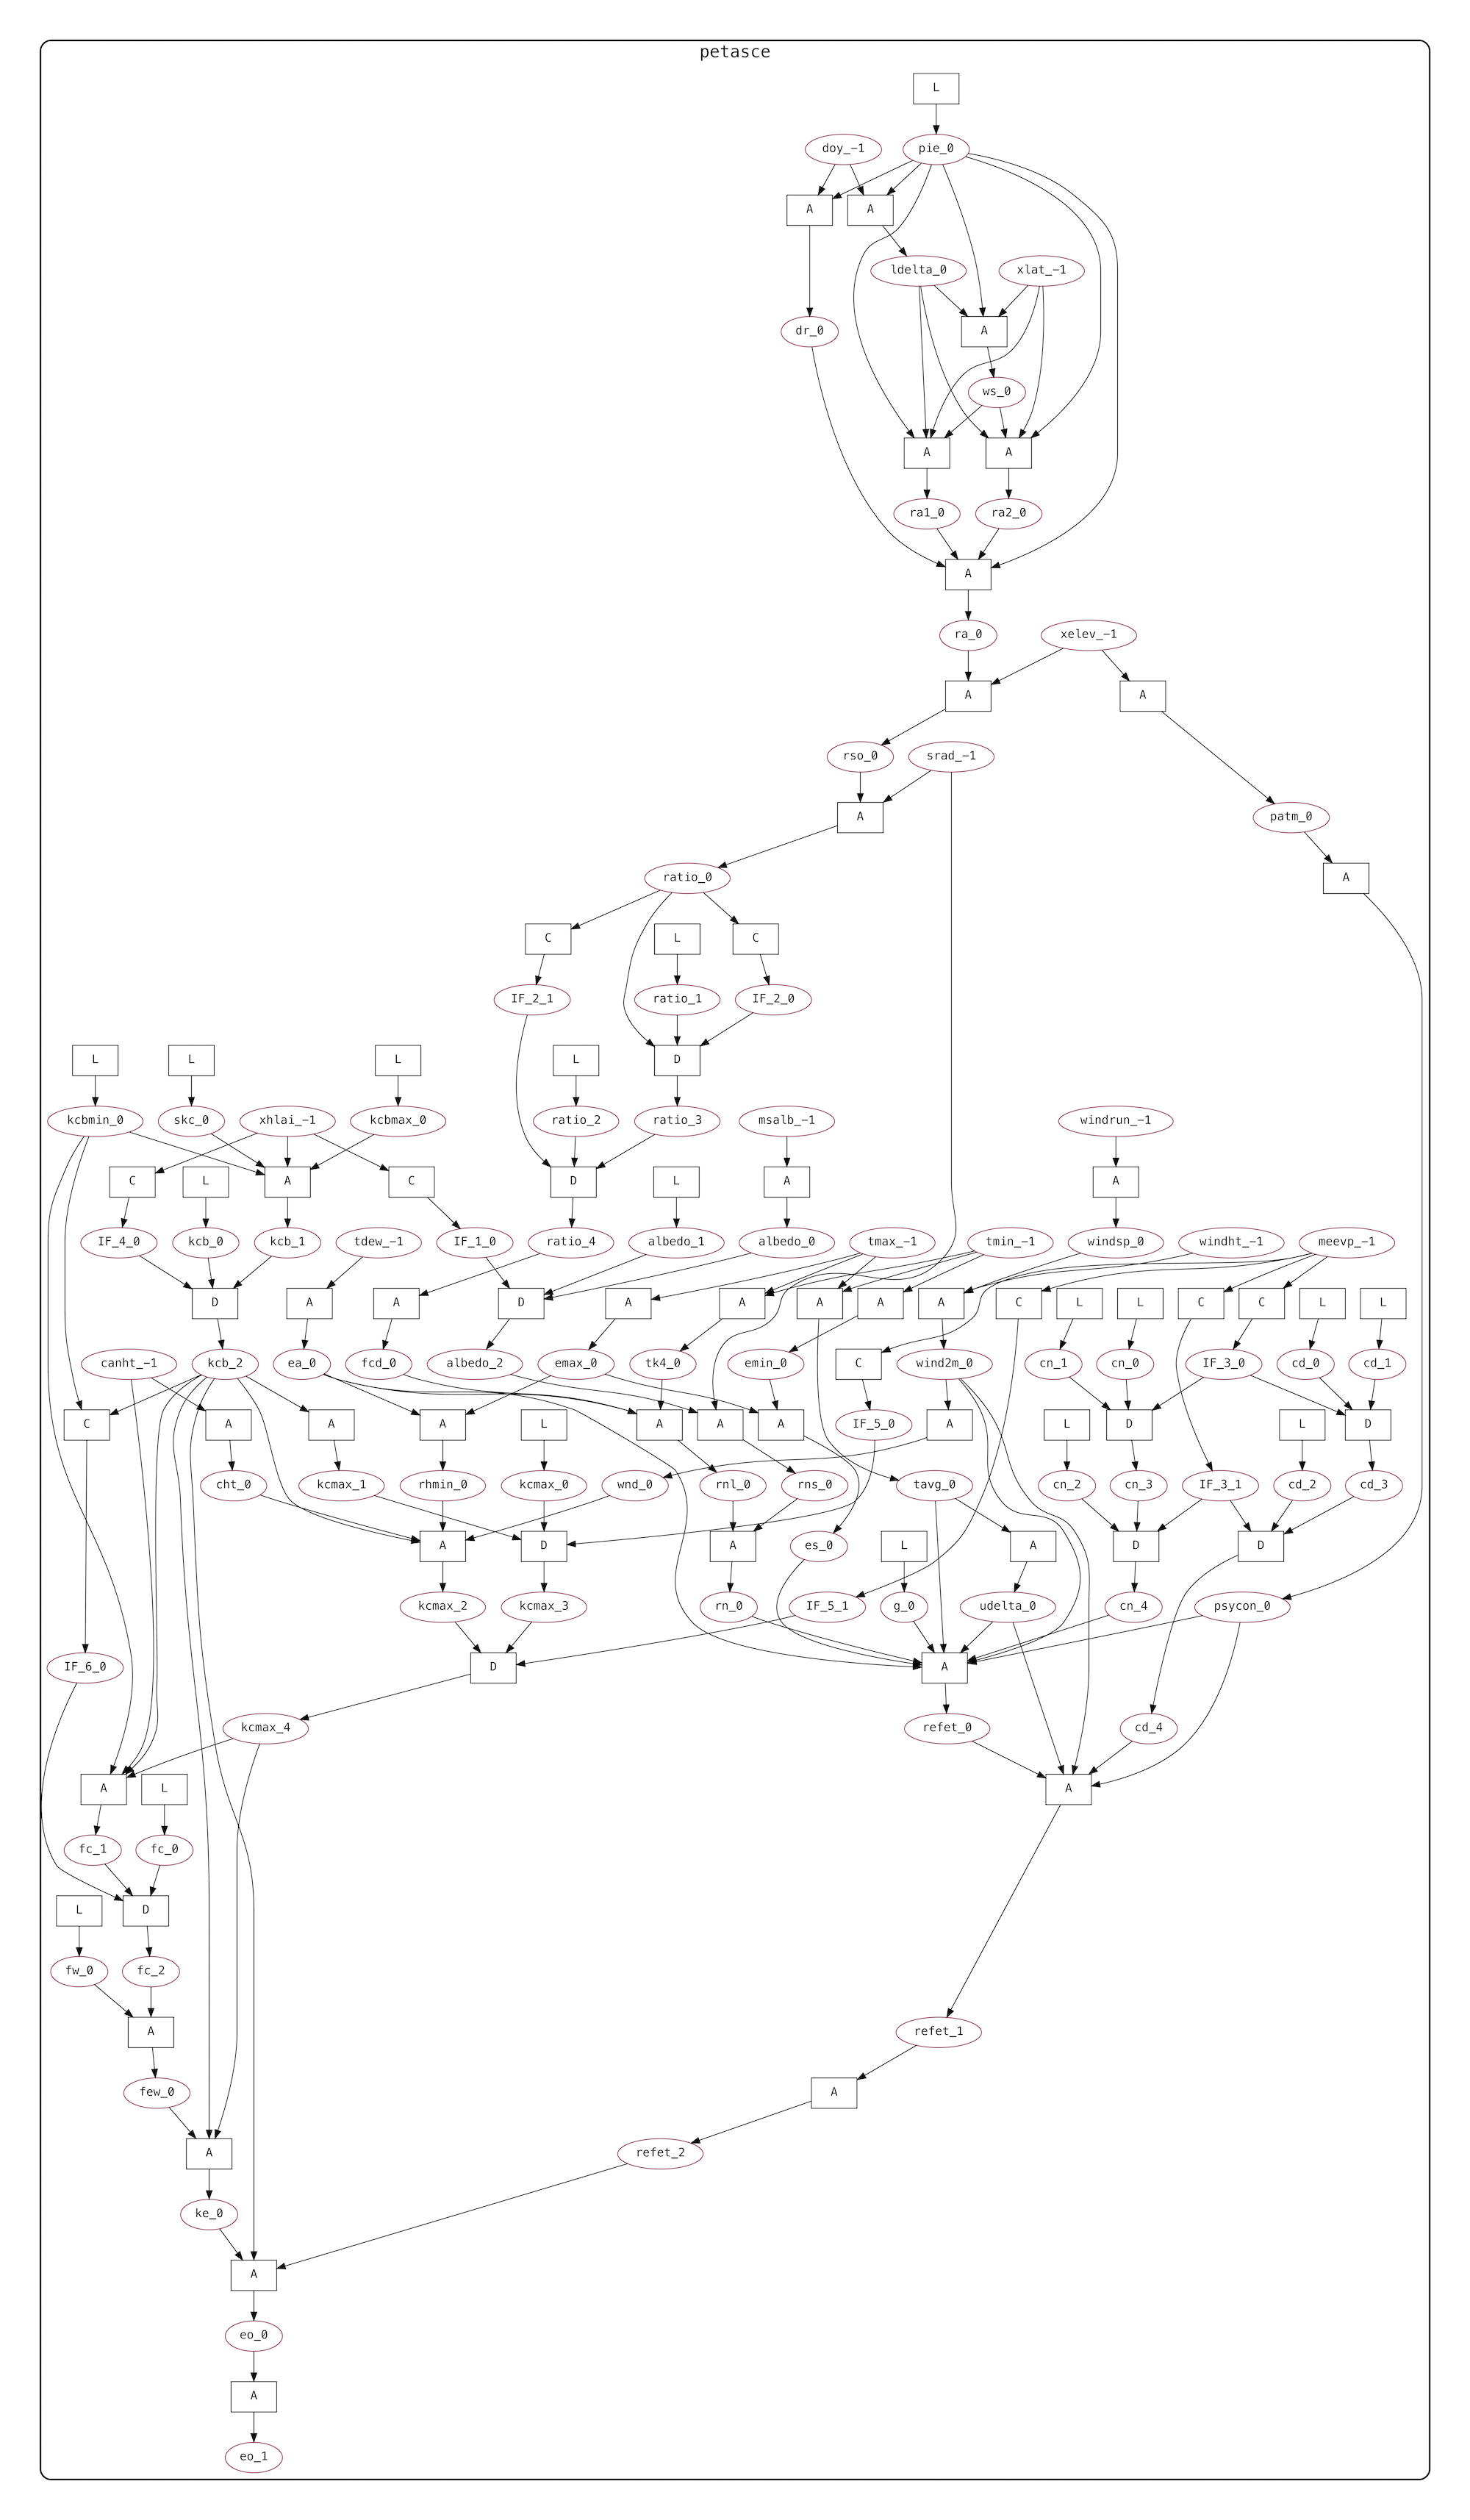 petasce
L
doy_−1 pie_0
A A
ldelta_0 xlat_−1
dr_0 A
ws_0
A A
ra1_0 ra2_0
A
ra_0 xelev_−1
A A
rso_0 srad_−1
A patm_0
ratio_0 A
C L C
IF_2_1 ratio_1 IF_2_0
L L L L D
kcbmin_0 skc_0 xhlai_−1 kcbmax_0 ratio_2 ratio_3 msalb_−1 windrun_−1
C L A C D L A A
IF_4_0 kcb_0 kcb_1 tdew_−1 IF_1_0 ratio_4 albedo_1 albedo_0 tmax_−1 tmin_−1 windsp_0 windht_−1 meevp_−1
D A A D A A A A A C L L C C L L
canht_−1 kcb_2 ea_0 fcd_0 albedo_2 emax_0 tk4_0 emin_0 C wind2m_0 cn_1 cn_0 IF_3_0 cd_0 cd_1
C A A A L A A A IF_5_0 A L D L D
cht_0 kcmax_1 rhmin_0 kcmax_0 wnd_0 rnl_0 rns_0 tavg_0 cn_2 cn_3 IF_3_1 cd_2 cd_3
A D A es_0 L A D D
kcmax_2 kcmax_3 rn_0 IF_5_1 g_0 udelta_0 cn_4 psycon_0
IF_6_0 D A
kcmax_4 refet_0 cd_4
A L A
fc_1 fc_0
L D
fw_0 fc_2
A refet_1
few_0 A
A refet_2
ke_0
A
eo_0
A
eo_1